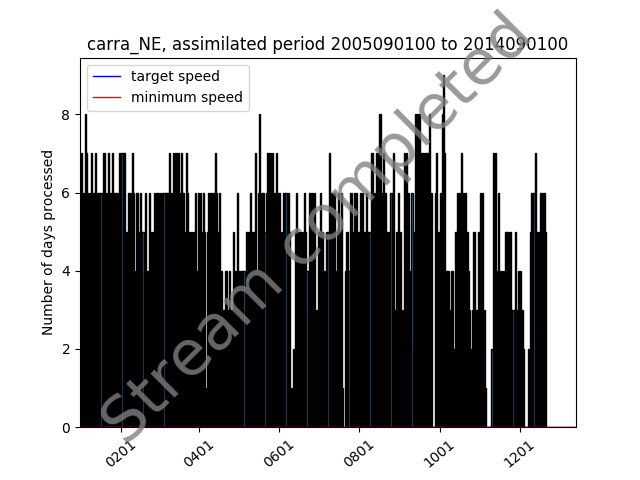 carra_NE, assimilated period 2005090100 to 2014090100
target speed
minimum speed
Number of days processed
8
6
4
2
0
0201
0401
0601
0801
1001
1201
Stream completed